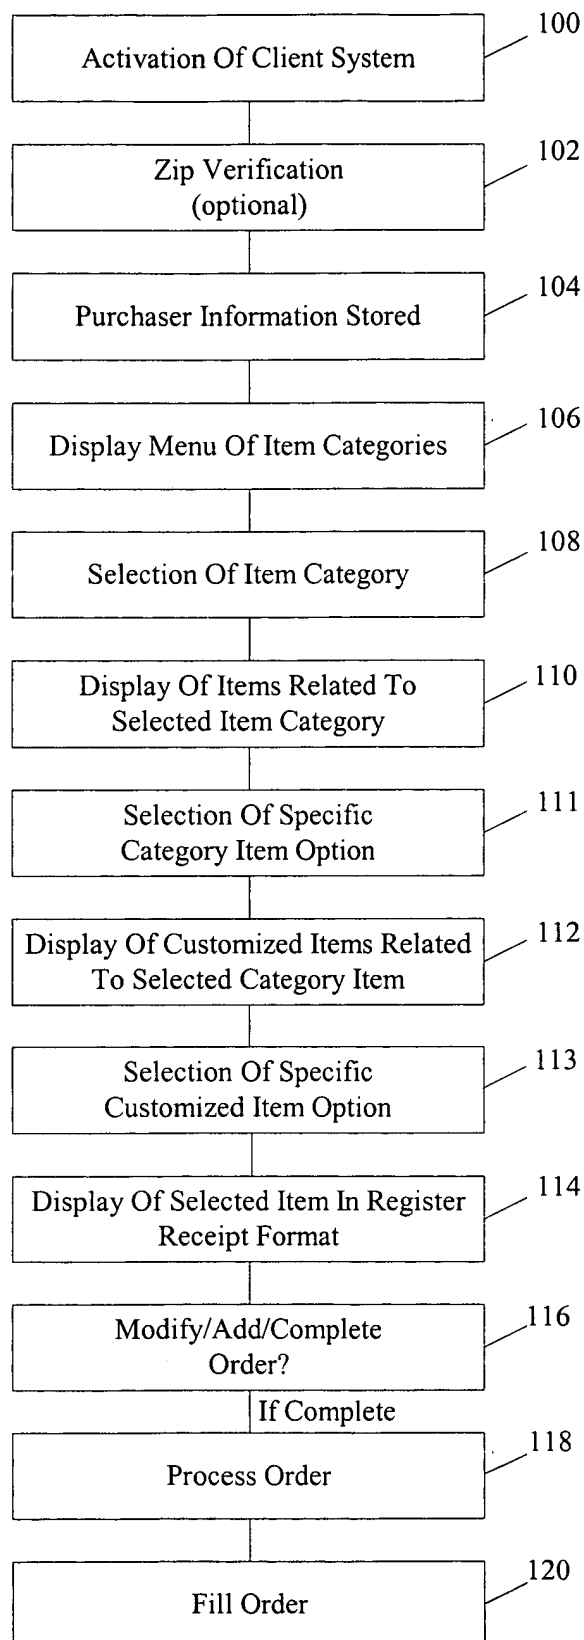 100
Activation Of Client System
102
Zip Verification
(optional)
104
Purchaser Information Stored
106
Display Menu Of Item Categories
108
Selection Of Item Category
110
Display Of Items Related To
Selected Item Category
111
Selection Of Specific
Category Item Option
112
Display Of Customized Items Related
To Selected Category Item
113
Selection Of Specific
Customized Item Option
114
Display Of Selected Item In Register
Receipt Format
116
Modify/Add/Complete
Order?
If Complete
118
Process Order
120
Fill Order